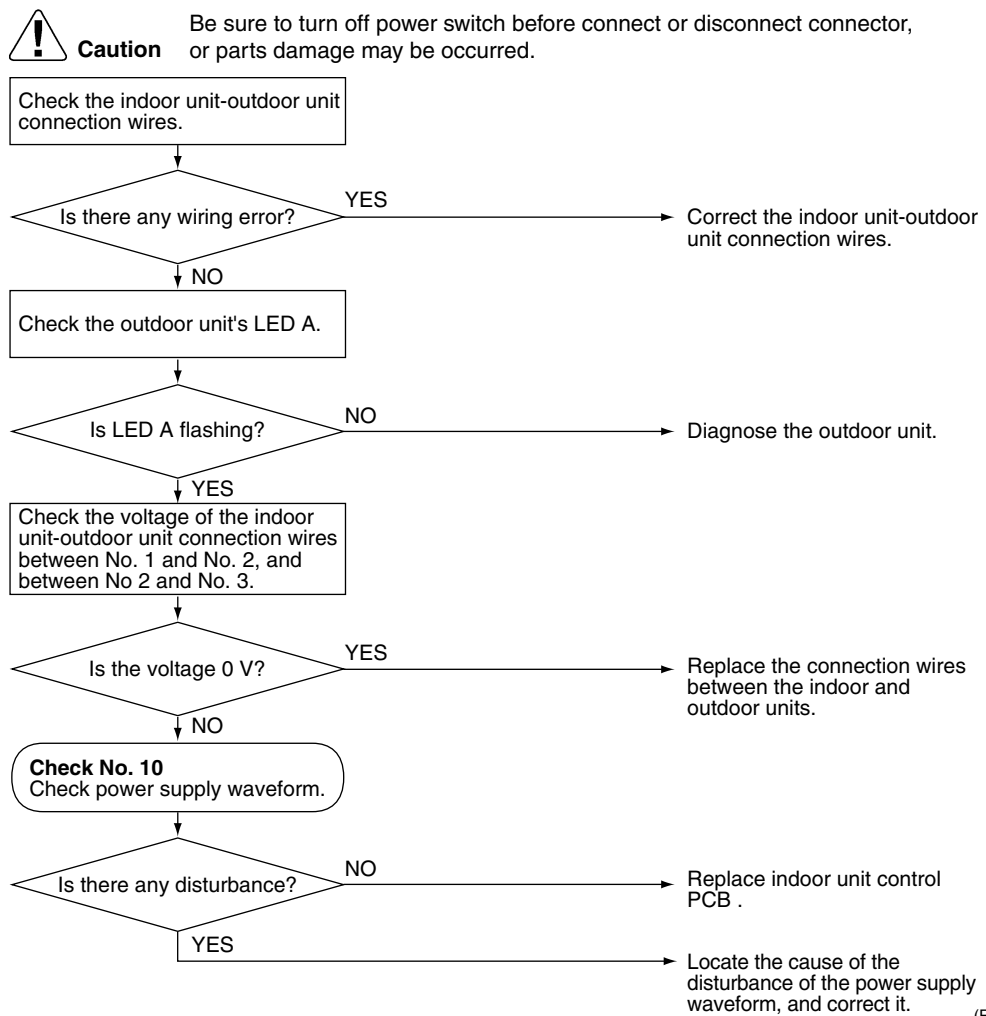 Be sure to turn off power switch before connect or disconnect connector,
Caution or parts damage may be occurred.
Check the indoor unit-outdoor unit
connection wires.
Is there any wiring error?
YES
Correct the indoor unit-outdoor
unit connection wires.
NO
Check the outdoor unit's LED A.
Is LED A flashing?
NO
Diagnose the outdoor unit.
YES
Check the voltage of the indoor
unit-outdoor unit connection wires
between No. 1 and No. 2, and
between No 2 and No. 3.
Is the voltage 0 V?
YES
Replace the connection wires
between the indoor and
outdoor units.
NO
Check No. 10
Check power supply waveform.
Is there any disturbance?
NO
Replace indoor unit control
PCB .
YES
Locate the cause of the
disturbance of the power supply
waveform, and correct it.